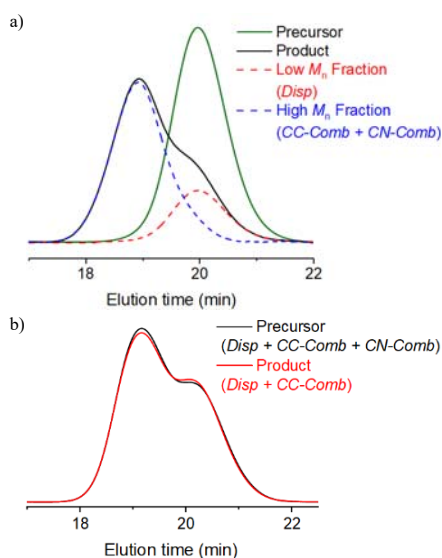 a)
Precursor
Product
Low Mn Fraction
(Disp)
High Mn Fraction
(CC-Comb + CN-Comb)
18 20 22
Elution time (min)
b)
Precursor
(Disp + CC-Comb + CN-Comb)
Product
(Disp + CC-Comb)
18 20 22
Elution time (min)